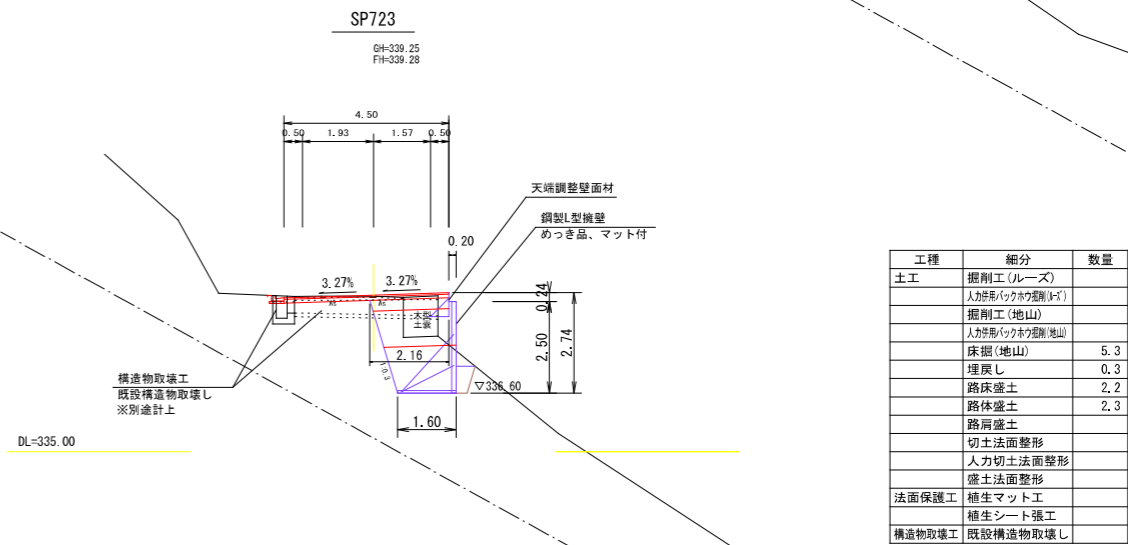 SP723
GH=339.25
FH=339.28
4.50
0.50
1.93
1.57
0.50
天端調整壁面材
鋼製L型擁壁
めっき品、マット付
0.20
3.27%
3.27%
0.24
As
As
大型
土嚢
2.50
2.74
2.16
1:0.3
▽336.60
1.60
構造物取壊工
既設構造物取壊し
※別途計上
DL=335.00
工種 細分 数量
土工 掘削工(ルーズ)
人力併用バックホウ掘削(ルーズ)
掘削工(地山)
人力併用バックホウ掘削(地山)
床掘(地山) 5.3
埋戻し 0.3
路床盛土 2.2
路体盛土 2.3
路肩盛土
切土法面整形
人力切土法面整形
盛土法面整形
法面保護工 植生マット工
植生シート張工
構造物取壊工 既設構造物取壊し